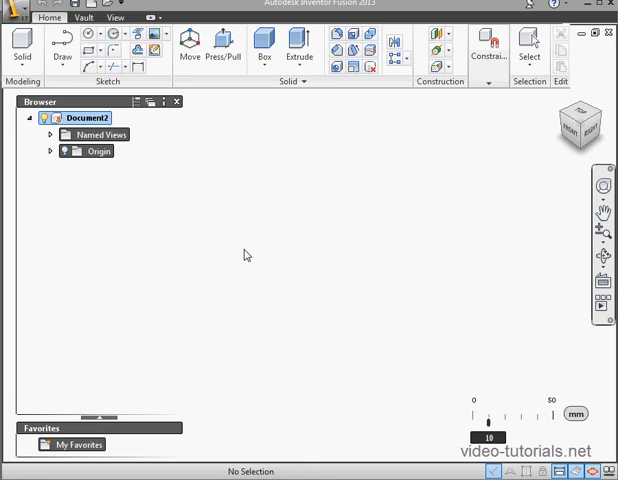 Autodesk Inventor Fusion 2013
Home Vault View
Solid Draw Move Press/Pull Box Extrude Constrai... Select
Modeling Sketch Solid Construction Selection Edit
Browser
Document2
Named Views
Origin
TOP
FRONT RIGHT
0 50
mm
10
Favorites
My Favorites
video-tutorials.net
No Selection